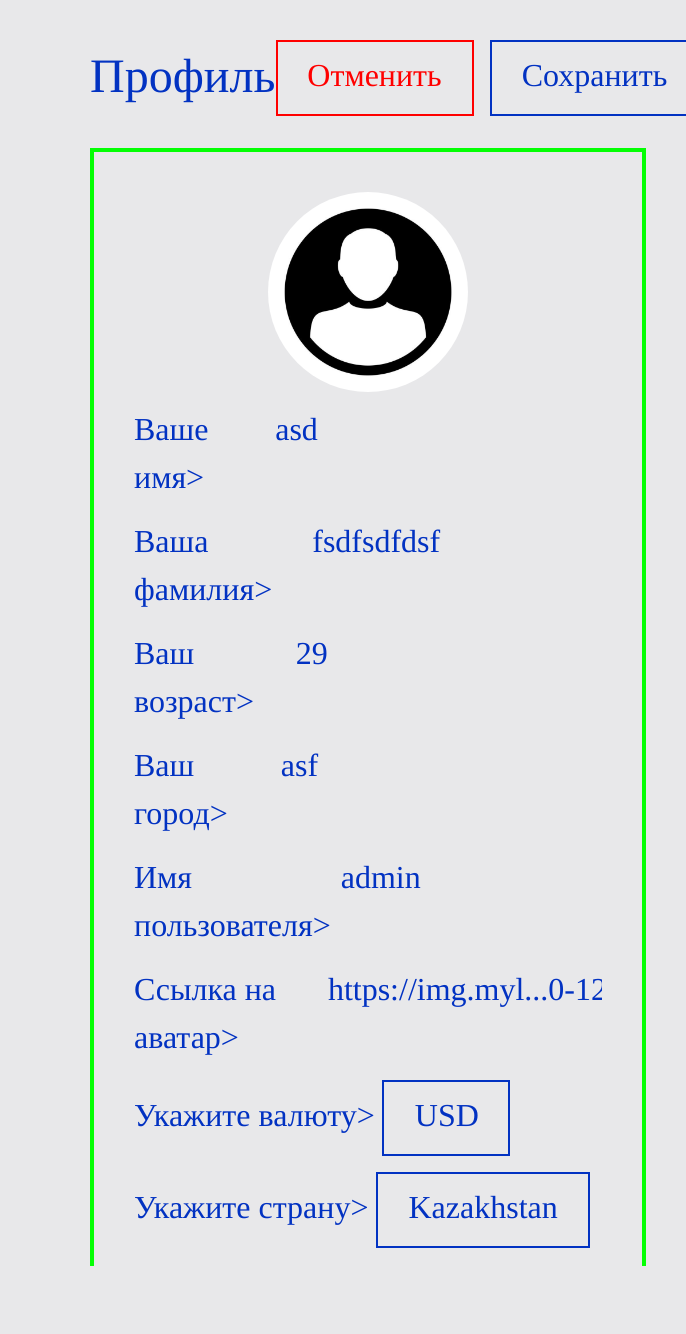 Профиль Отменить Сохранить
Ваше asd
имя>
Ваша fsdfsdfdsf
фамилия>
Ваш 29
возраст>
Ваш asf
город>
Имя admin
пользователя>
Ссылка на https://img.myl...0-12
аватар>
Укажите валюту> USD
Укажите страну> Kazakhstan